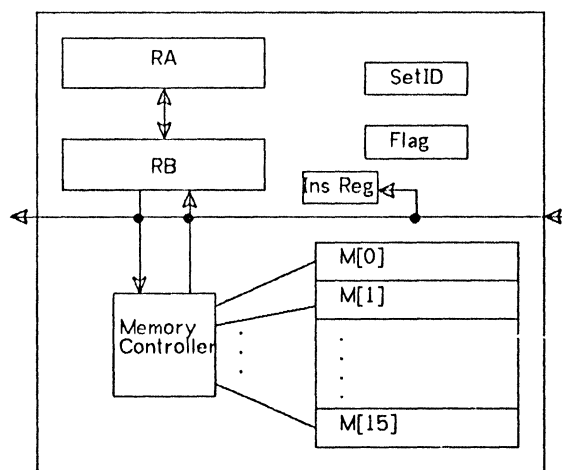 RA
SetID
Flag
RB
Ins Reg
M[0]
M[1]
Memory
Controller
M[15]